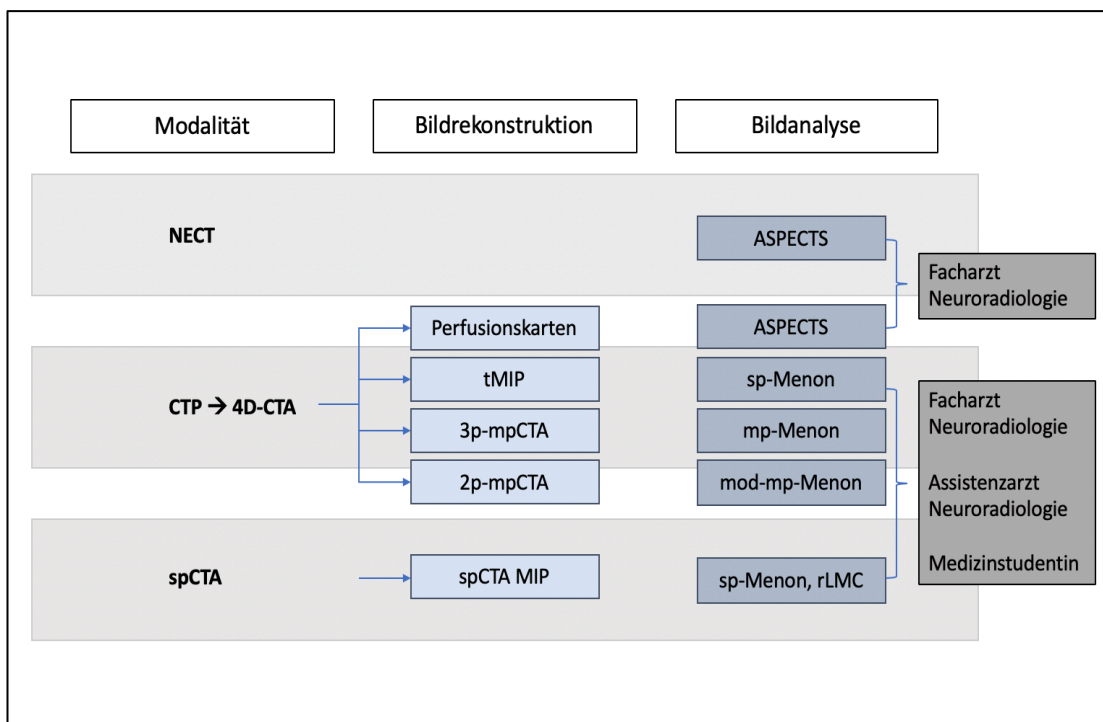 Modalität
Bildrekonstruktion
Bildanalyse
NECT
ASPECTS
Facharzt
Neuroradiologie
Perfusionskarten
ASPECTS
CTP → 4D-CTA
tMIP
sp-Menon
3p-mpCTA
mp-Menon
2p-mpCTA
mod-mp-Menon
Facharzt
Neuroradiologie
Assistenzarzt
Neuroradiologie
Medizinstudentin
spCTA
spCTA MIP
sp-Menon, rLMC